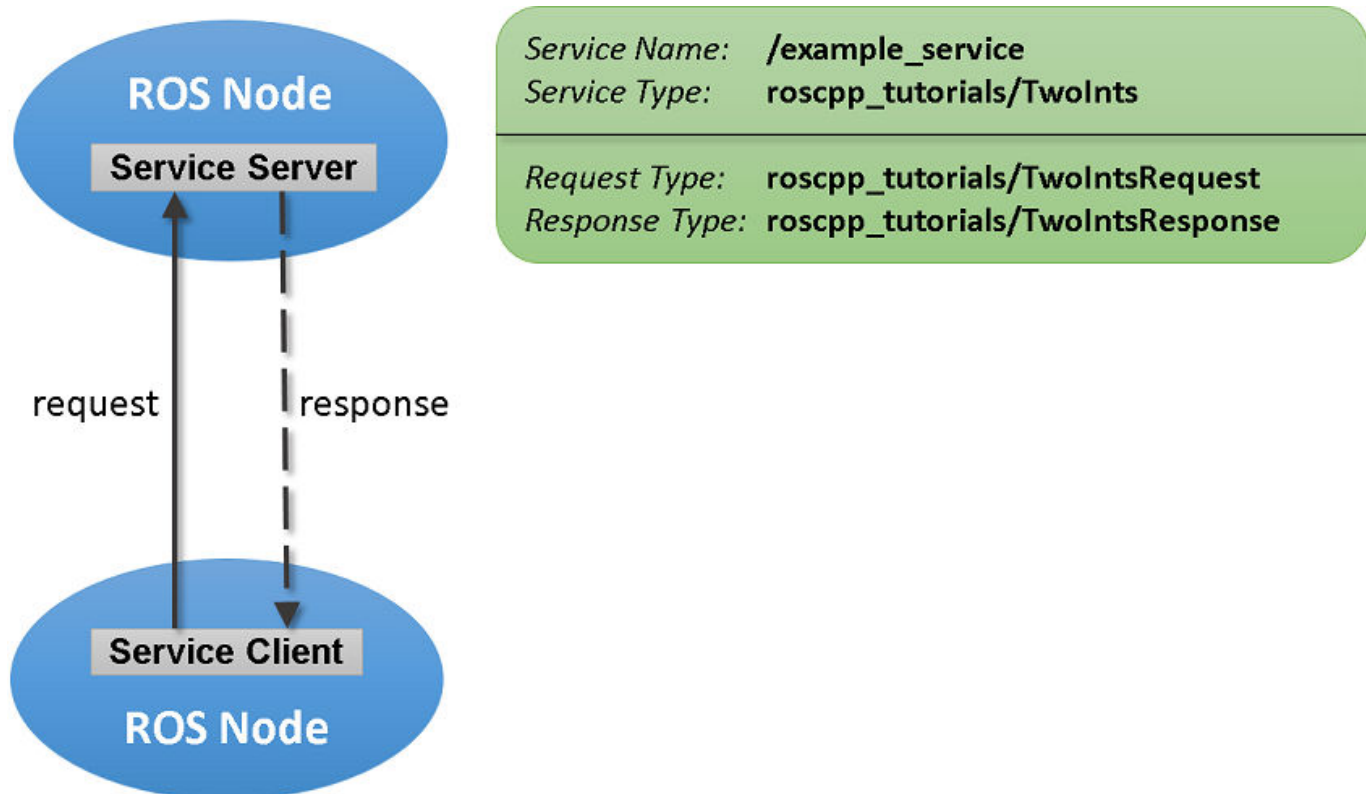 ROS Node
Service Server
request
response
Service Client
ROS Node
Service Name: /example_service
Service Type: roscpp_tutorials/TwoInts
Request Type: roscpp_tutorials/TwoIntsRequest
Response Type: roscpp_tutorials/TwoIntsResponse